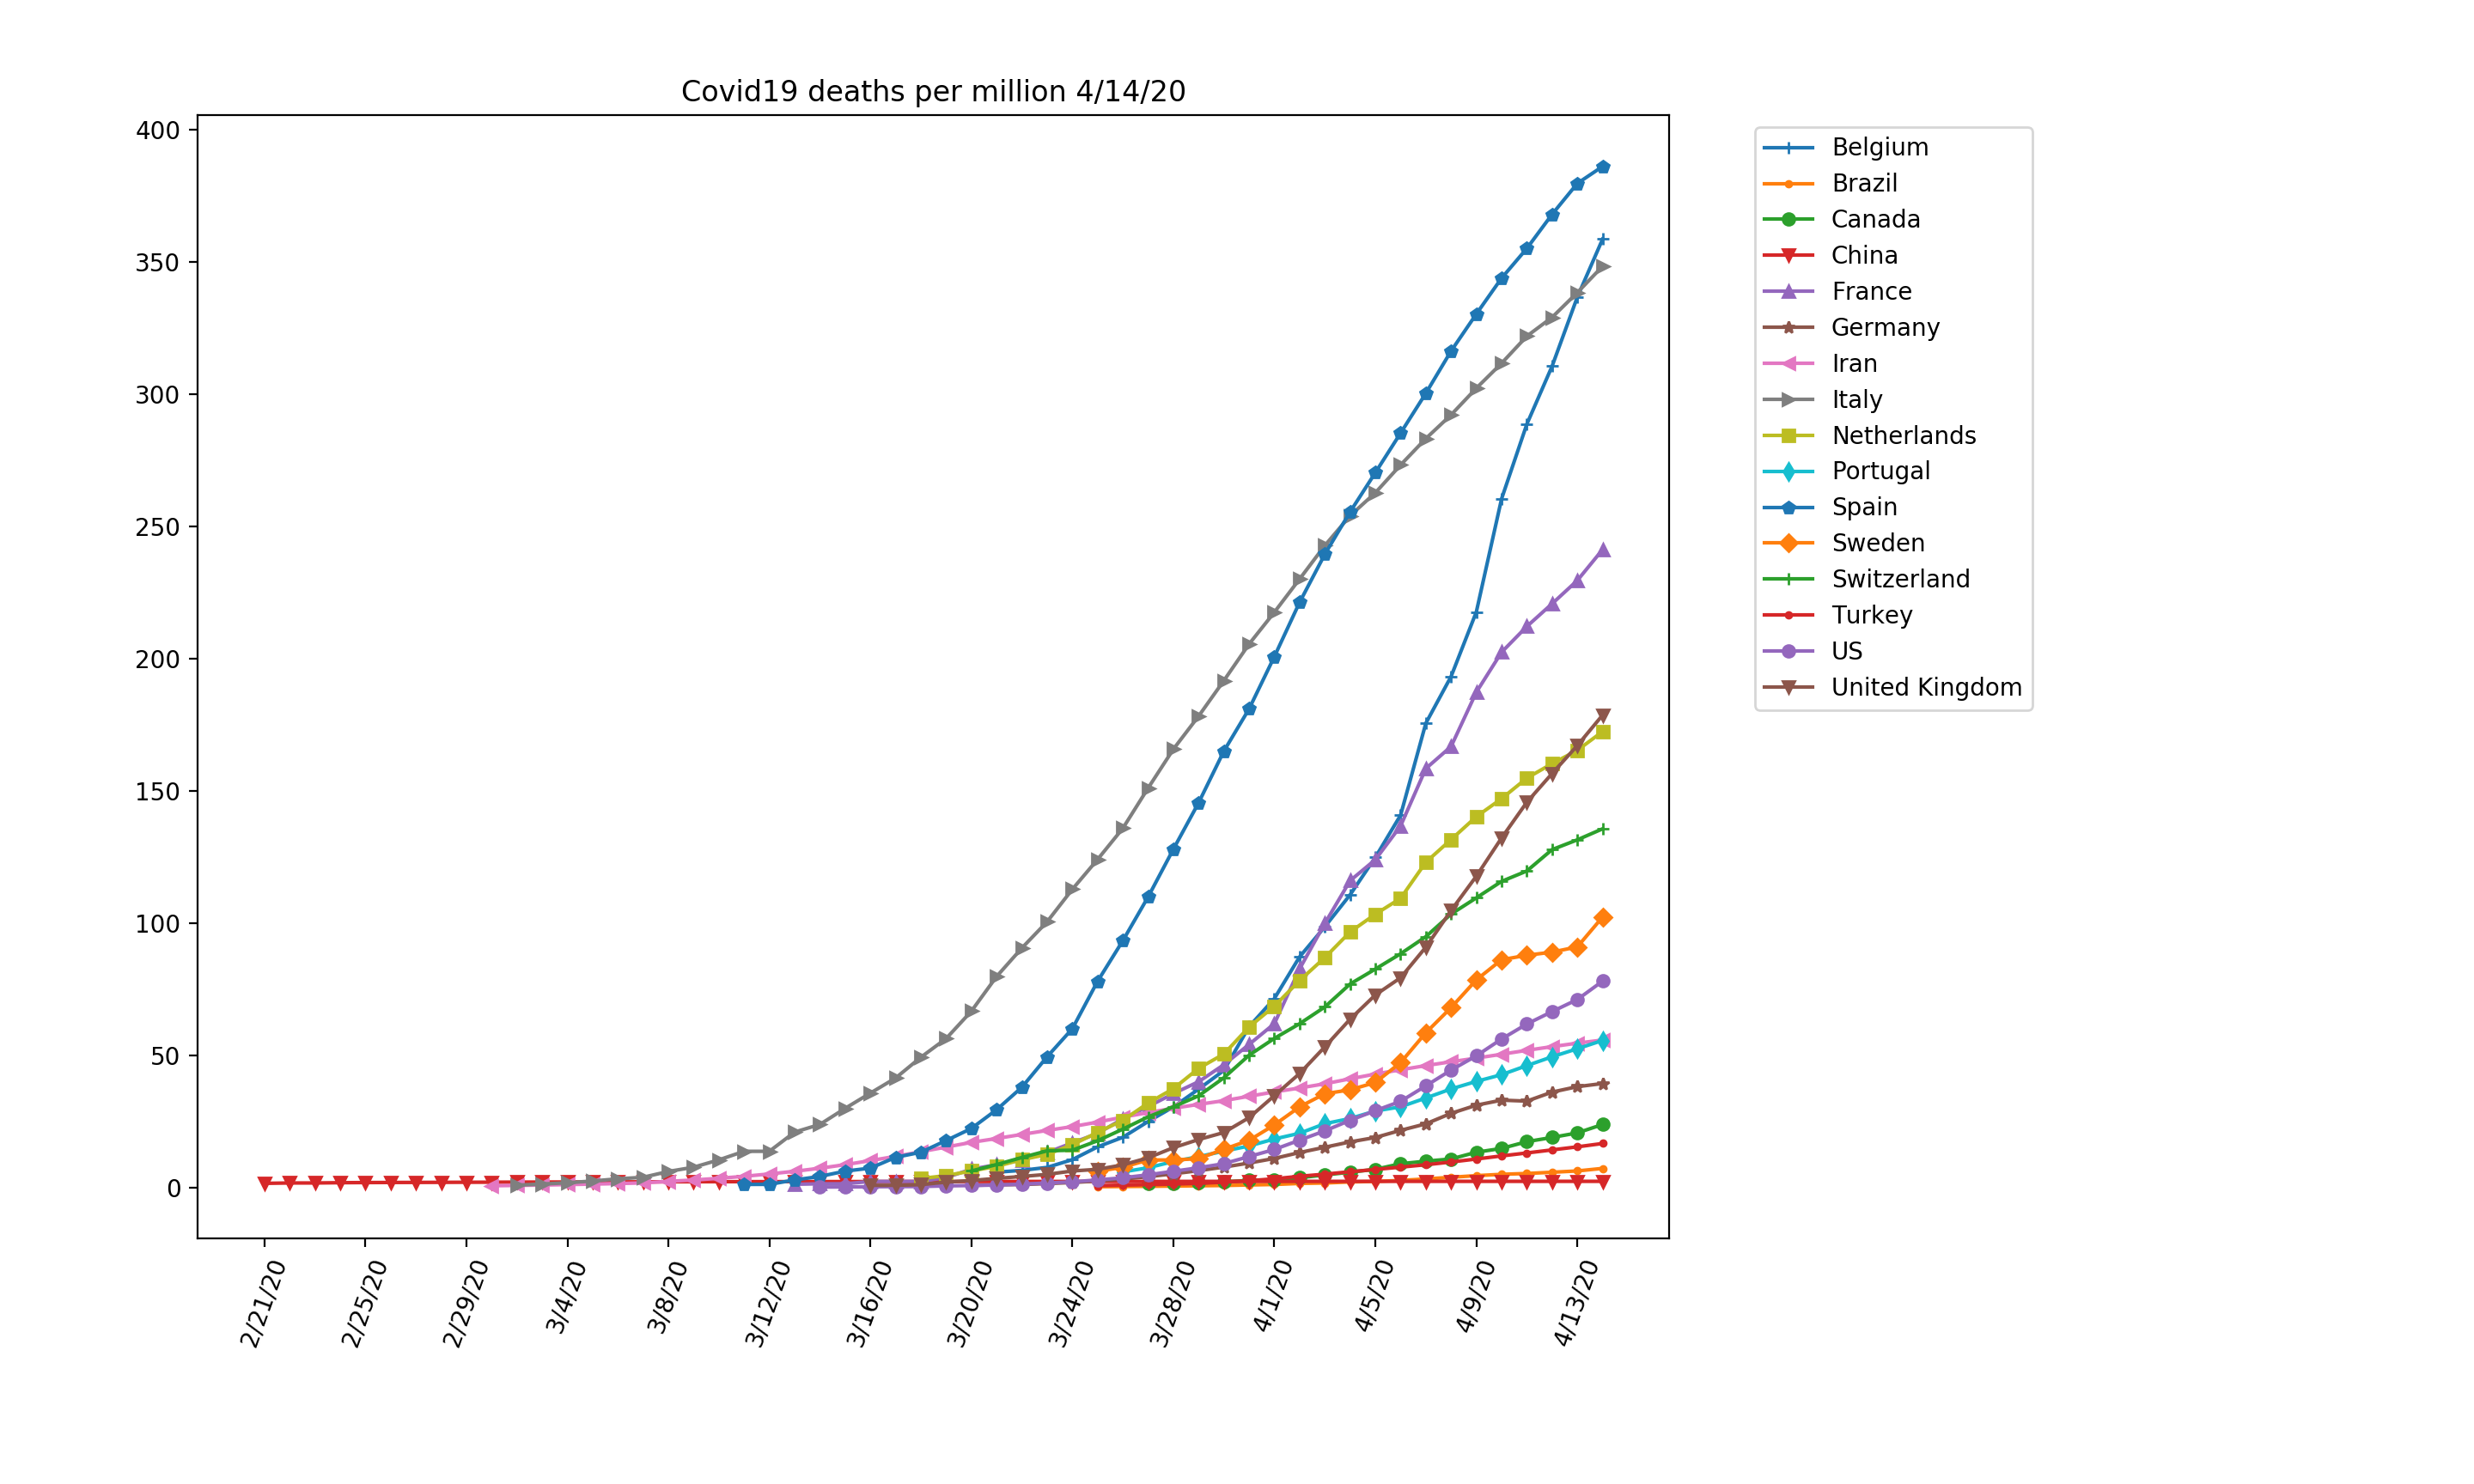 Covid19 deaths per million 4/14/20
400
350
300
250
200
150
100
50
0
2/21/20
2/25/20
2/29/20
3/4/20
3/8/20
3/12/20
3/16/20
3/20/20
3/24/20
3/28/20
4/1/20
4/5/20
4/9/20
4/13/20
Belgium
Brazil
Canada
China
France
Germany
Iran
Italy
Netherlands
Portugal
Spain
Sweden
Switzerland
Turkey
US
United Kingdom